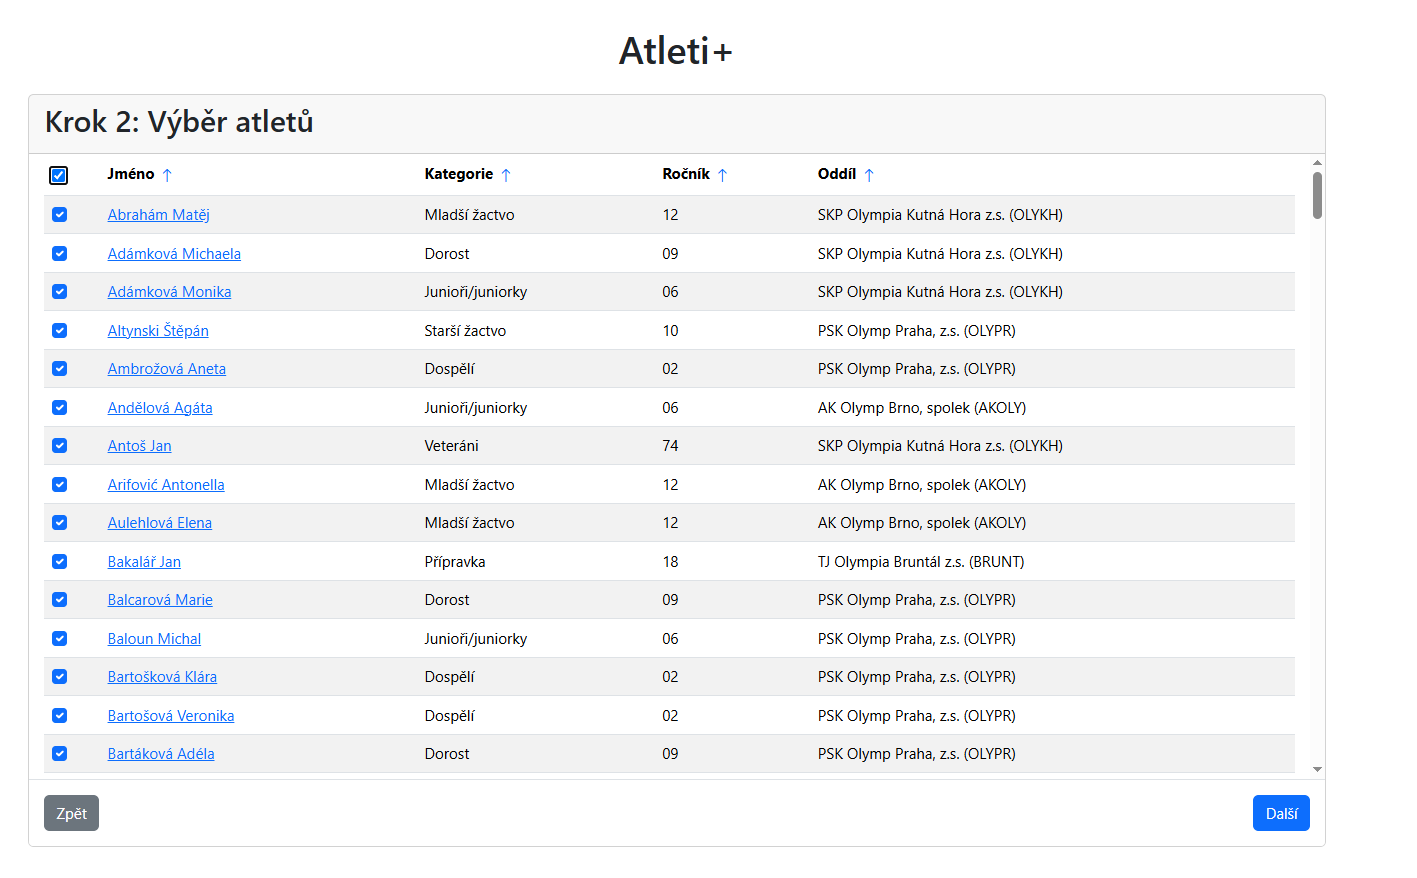 Atleti+
Krok 2: Výběr atletů
Jméno ↑ Kategorie ↑ Ročník ↑ Oddíl ↑
Abrahám Matěj Mladší žactvo 12 SKP Olympia Kutná Hora z.s. (OLYKH)
Adámková Michaela Dorost 09 SKP Olympia Kutná Hora z.s. (OLYKH)
Adámková Monika Junioři/juniorky 06 SKP Olympia Kutná Hora z.s. (OLYKH)
Altynski Štěpán Starší žactvo 10 PSK Olymp Praha, z.s. (OLYPR)
Ambrožová Aneta Dospělí 02 PSK Olymp Praha, z.s. (OLYPR)
Andělová Agáta Junioři/juniorky 06 AK Olymp Brno, spolek (AKOLY)
Antoš Jan Veteráni 74 SKP Olympia Kutná Hora z.s. (OLYKH)
Arifović Antonella Mladší žactvo 12 AK Olymp Brno, spolek (AKOLY)
Aulehlová Elena Mladší žactvo 12 AK Olymp Brno, spolek (AKOLY)
Bakalář Jan Přípravka 18 TJ Olympia Bruntál z.s. (BRUNT)
Balcarová Marie Dorost 09 PSK Olymp Praha, z.s. (OLYPR)
Baloun Michal Junioři/juniorky 06 PSK Olymp Praha, z.s. (OLYPR)
Bartošková Klára Dospělí 02 PSK Olymp Praha, z.s. (OLYPR)
Bartošová Veronika Dospělí 02 PSK Olymp Praha, z.s. (OLYPR)
Bartáková Adéla Dorost 09 PSK Olymp Praha, z.s. (OLYPR)
Zpět Další